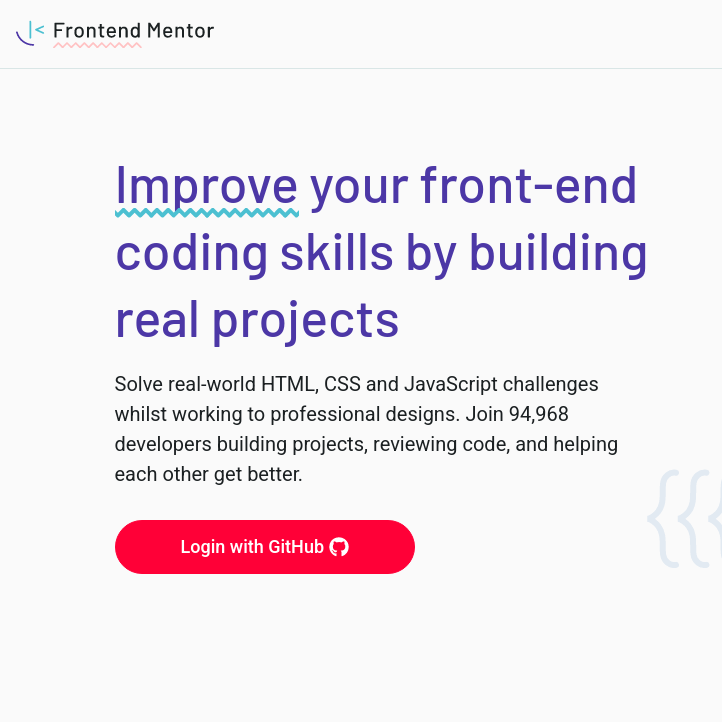 Frontend Mentor
Improve your front-end
coding skills by building
real projects
Solve real-world HTML, CSS and JavaScript challenges
whilst working to professional designs. Join 94,968
developers building projects, reviewing code, and helping
each other get better.
{{{
Login with GitHub